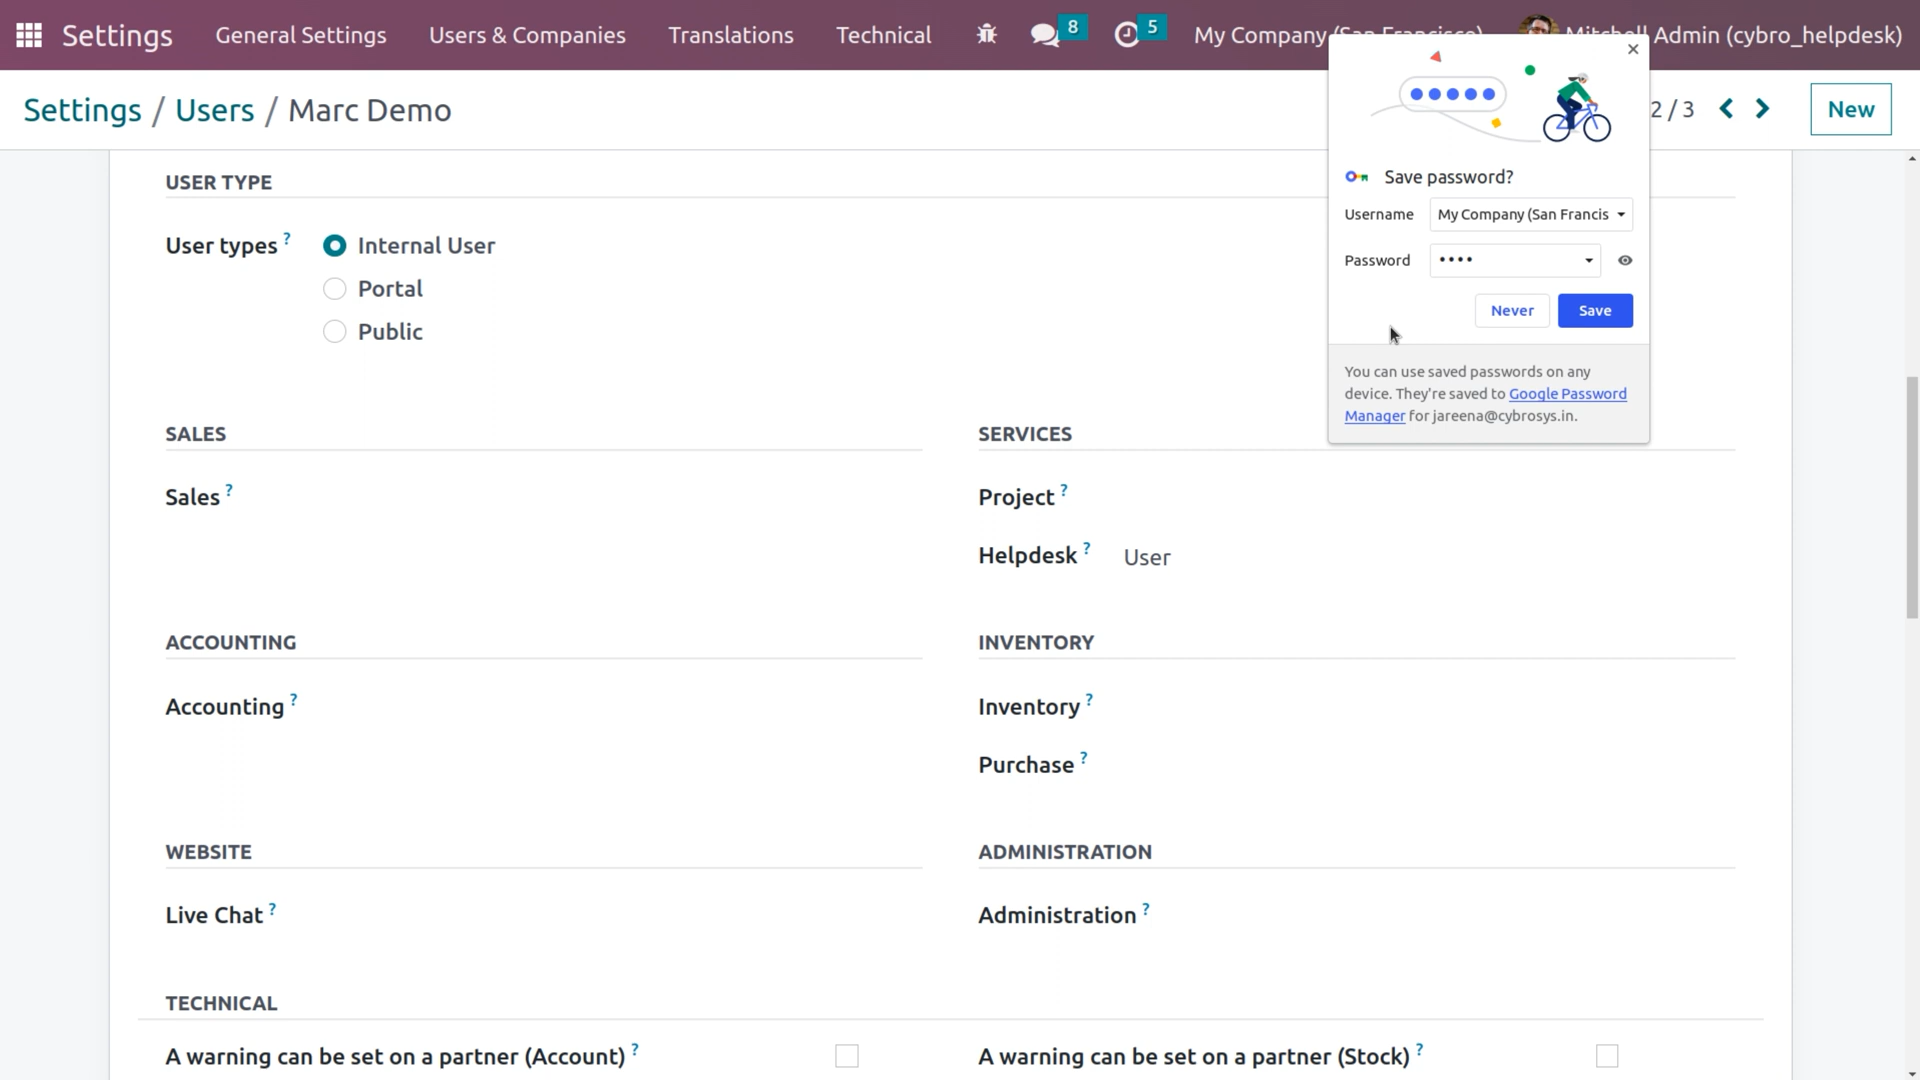 Settings General Settings Users & Companies Translations Technical 8 5 My Company (San Francisco) Mitchell Admin (cybro_helpdesk)
Settings / Users / Marc Demo
2 / 3
New
Save password?
Username My Company (San Francis
Password ••••
Never Save
You can use saved passwords on any
device. They're saved to Google Password
Manager for jareena@cybrosys.in.
USER TYPE
User types ?
Internal User
Portal
Public
SALES
Sales ?
SERVICES
Project ?
Helpdesk ? User
ACCOUNTING
Accounting ?
INVENTORY
Inventory ?
Purchase ?
WEBSITE
Live Chat ?
ADMINISTRATION
Administration ?
TECHNICAL
A warning can be set on a partner (Account) ?
A warning can be set on a partner (Stock) ?